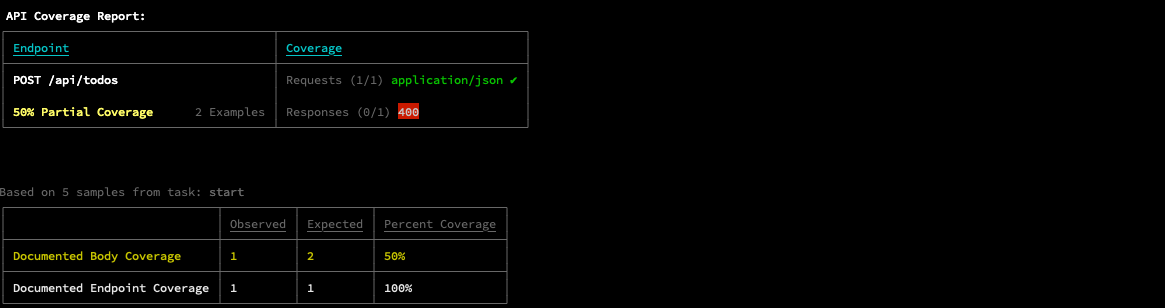 API Coverage Report:
Endpoint Coverage
POST /api/todos Requests (1/1) application/json ✔
50% Partial Coverage 2 Examples Responses (0/1) 400
Based on 5 samples from task: start
Observed Expected Percent Coverage
Documented Body Coverage 1 2 50%
Documented Endpoint Coverage 1 1 100%